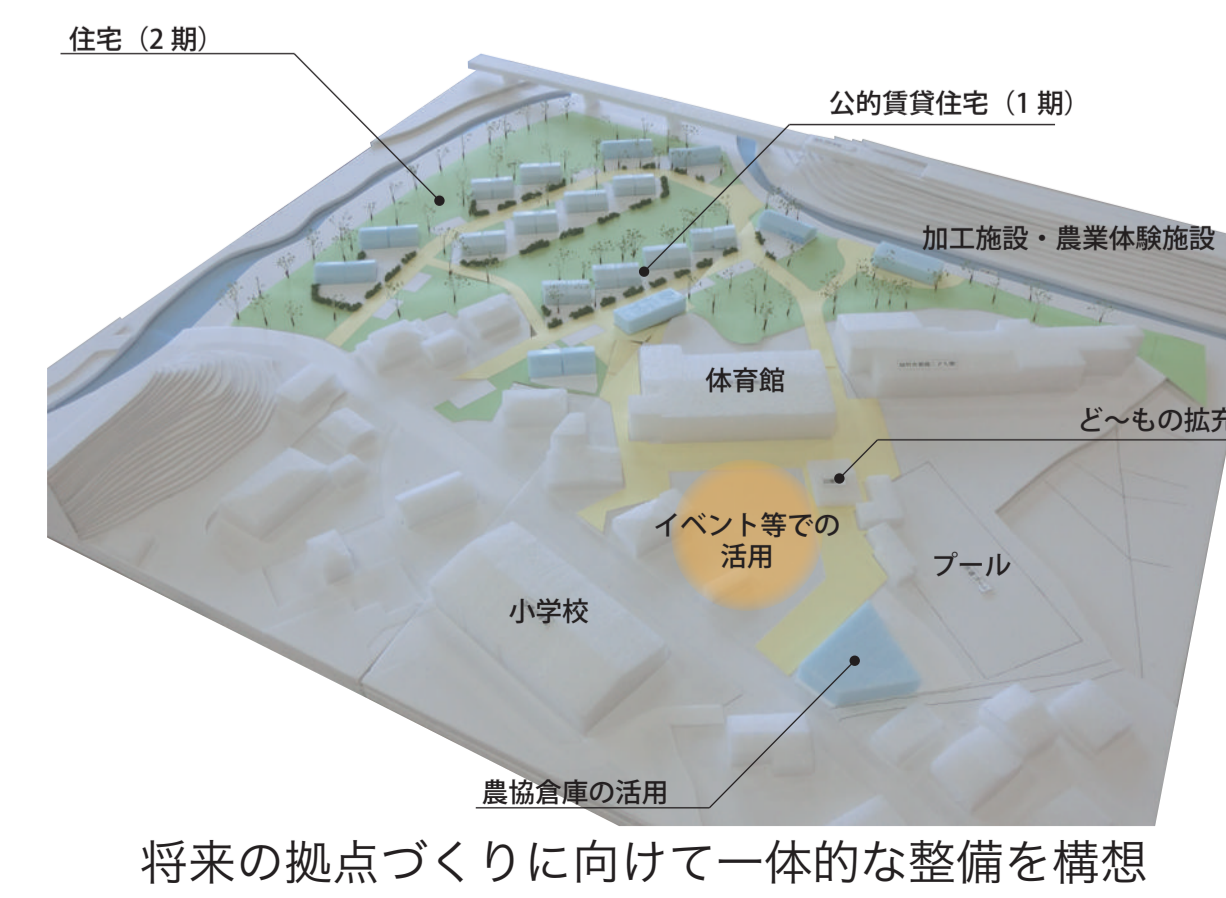 住宅（2 期）
公的賃貸住宅（1 期）
加工施設・農業体験施設
体育館
ど〜もの拡充
イベント等での
活用
プール
小学校
農協倉庫の活用
将来の拠点づくりに向けて一体的な整備を構想